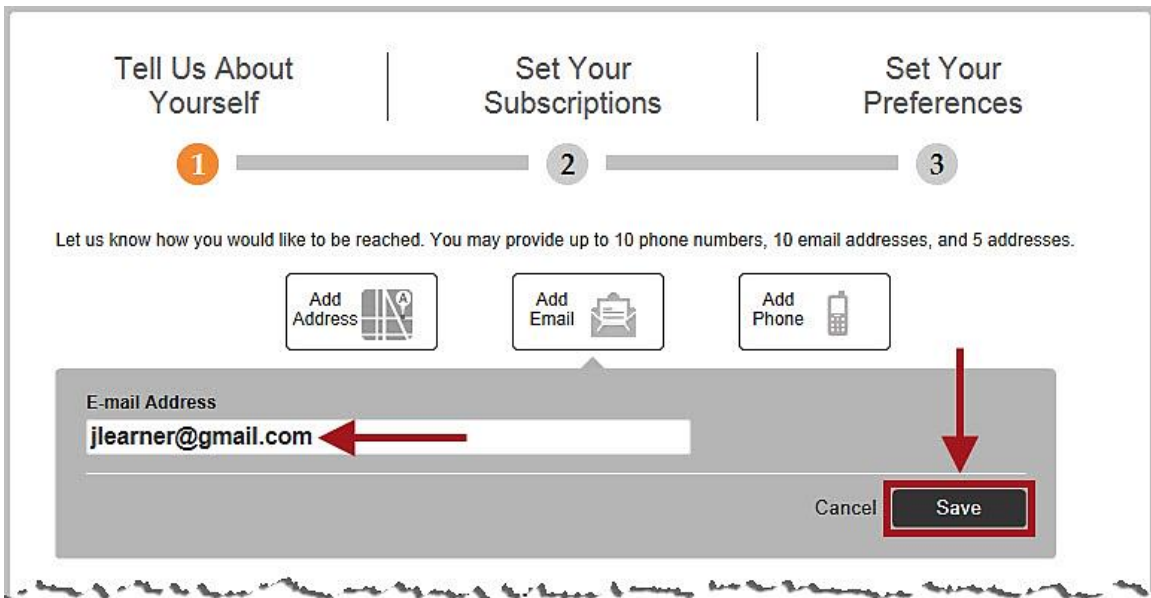 Tell Us About
Yourself
Set Your
Subscriptions
Set Your
Preferences
1
2
3
Let us know how you would like to be reached. You may provide up to 10 phone numbers, 10 email addresses, and 5 addresses.
Add
Address
A
Add
Email
Add
Phone
E-mail Address
jlearner@gmail.com
Cancel
Save